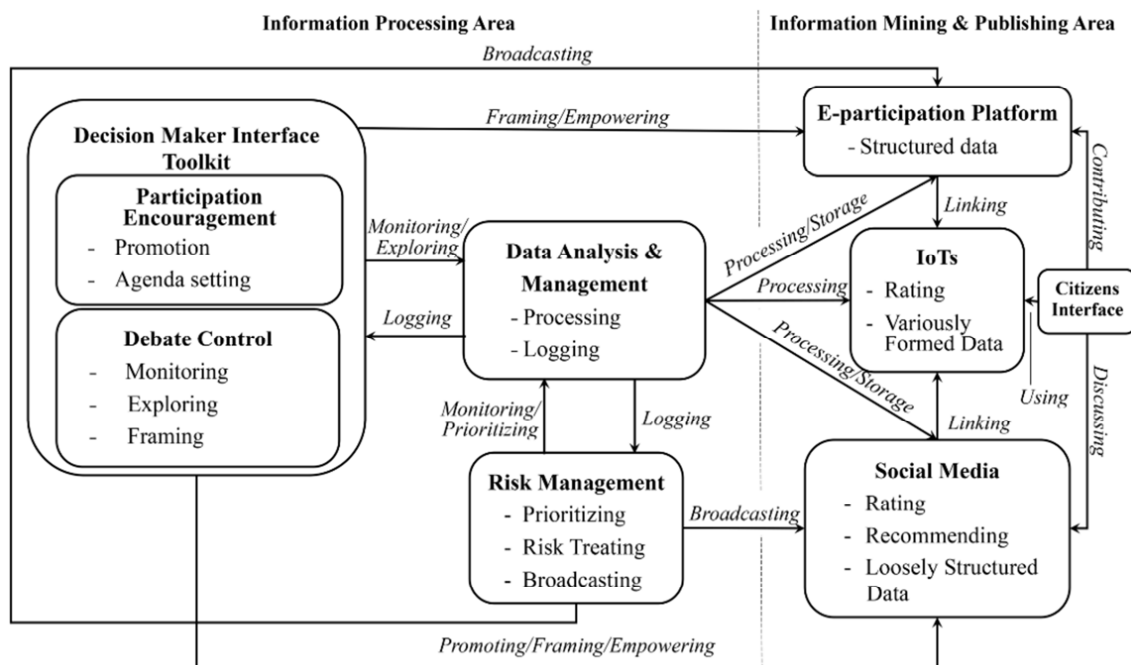 Information Processing Area
Information Mining & Publishing Area
Broadcasting
Framing/Empowering
Decision Maker Interface
Toolkit
Participation
Encouragement
- Promotion
- Agenda setting
Debate Control
- Monitoring
- Exploring
- Framing
Monitoring/
Exploring
Logging
Data Analysis &
Management
- Processing
- Logging
Monitoring/
Prioritizing
Logging
Risk Management
- Prioritizing
- Risk Treating
- Broadcasting
Broadcasting
Promoting/Framing/Empowering
Processing/Storage
Processing
Processing/Storage
E-participation Platform
- Structured data
Linking
IoTs
- Rating
- Variously
Formed Data
Linking
Social Media
- Rating
- Recommending
- Loosely Structured
Data
Contributing
Citizens
Interface
Using
Discussing